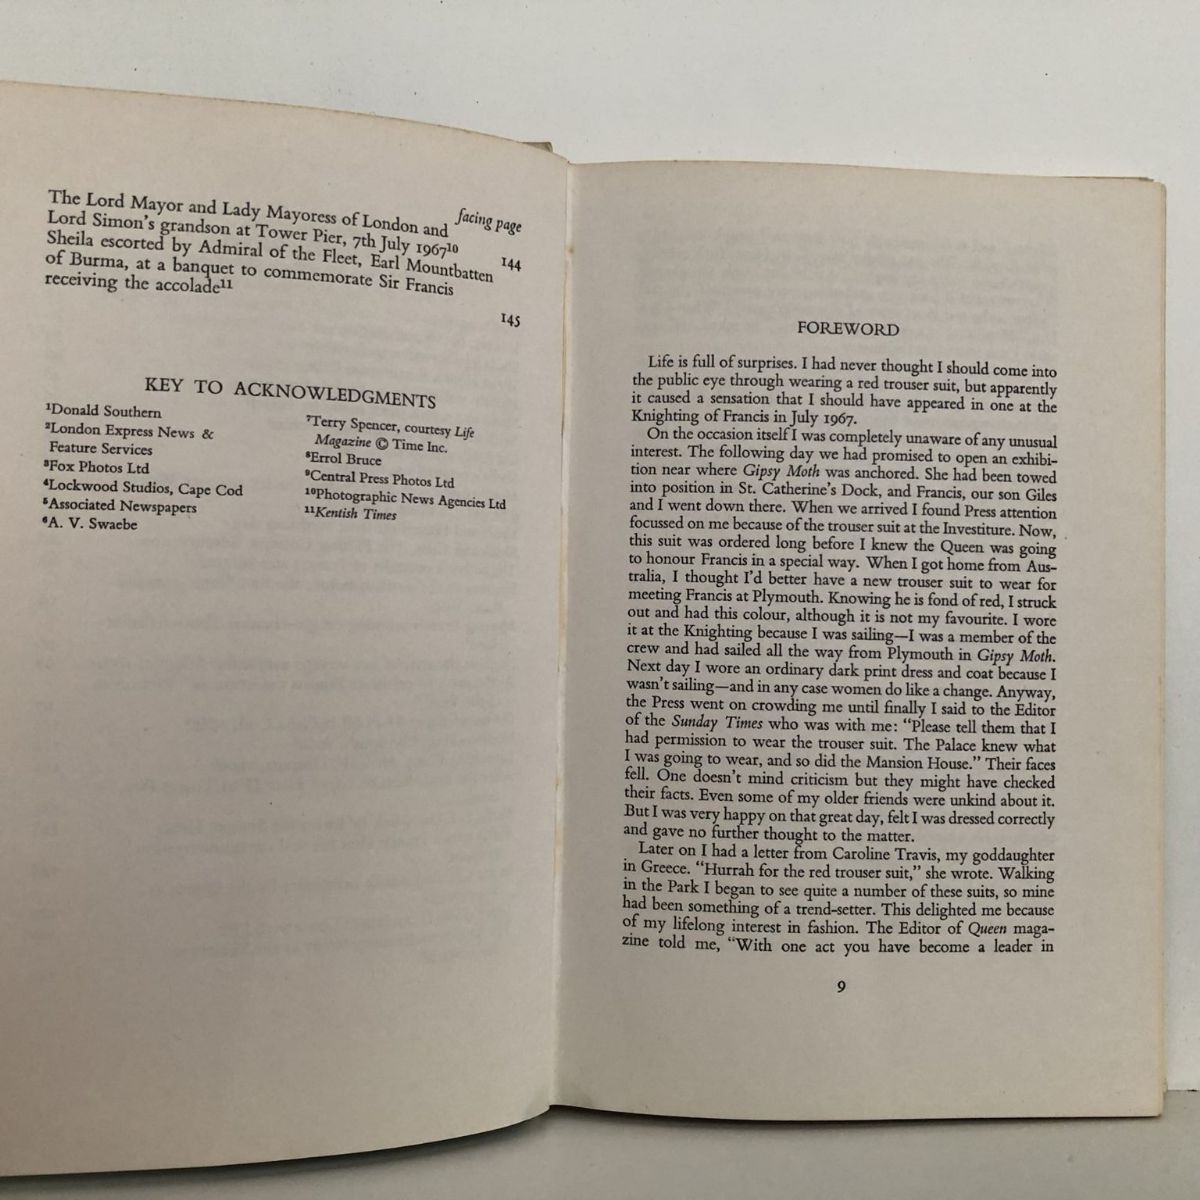 facing page
The Lord Mayor and Lady Mayoress of London and
Lord Simon's grandson at Tower Pier, 7th July 1967¹⁰
144
Sheila escorted by Admiral of the Fleet, Earl Mountbatten
of Burma, at a banquet to commemorate Sir Francis
receiving the accolade¹¹
145
KEY TO ACKNOWLEDGMENTS
¹Donald Southern
²London Express News &
Feature Services
³Fox Photos Ltd
⁴Lockwood Studios, Cape Cod
⁵Associated Newspapers
⁶A. V. Swaebe
⁷Terry Spencer, courtesy Life
Magazine © Time Inc.
⁸Errol Bruce
⁹Central Press Photos Ltd
¹⁰Photographic News Agencies Ltd
¹¹Kentish Times
FOREWORD
Life is full of surprises. I had never thought I should come into
the public eye through wearing a red trouser suit, but apparently
it caused a sensation that I should have appeared in one at the
Knighting of Francis in July 1967.
On the occasion itself I was completely unaware of any unusual
interest. The following day we had promised to open an exhibi-
tion near where Gipsy Moth was anchored. She had been towed
into position in St. Catherine's Dock, and Francis, our son Giles
and I went down there. When we arrived I found Press attention
focussed on me because of the trouser suit at the Investiture. Now,
this suit was ordered long before I knew the Queen was going
to honour Francis in a special way. When I got home from Aus-
tralia, I thought I'd better have a new trouser suit to wear for
meeting Francis at Plymouth. Knowing he is fond of red, I struck
out and had this colour, although it is not my favourite. I wore
it at the Knighting because I was sailing—I was a member of the
crew and had sailed all the way from Plymouth in Gipsy Moth.
Next day I wore an ordinary dark print dress and coat because I
wasn't sailing—and in any case women do like a change. Anyway,
the Press went on crowding me until finally I said to the Editor
of the Sunday Times who was with me: "Please tell them that I
had permission to wear the trouser suit. The Palace knew what
I was going to wear, and so did the Mansion House." Their faces
fell. One doesn't mind criticism but they might have checked
their facts. Even some of my older friends were unkind about it.
But I was very happy on that great day, felt I was dressed correctly
and gave no further thought to the matter.
Later on I had a letter from Caroline Travis, my goddaughter
in Greece. "Hurrah for the red trouser suit," she wrote. Walking
in the Park I began to see quite a number of these suits, so mine
had been something of a trend-setter. This delighted me because
of my lifelong interest in fashion. The Editor of Queen maga-
zine told me, "With one act you have become a leader in
9